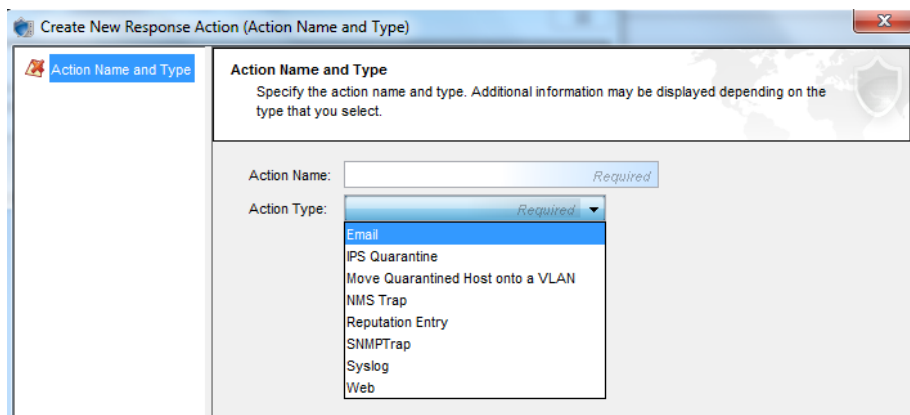 Create New Response Action (Action Name and Type)
Action Name and Type
Action Name and Type
Specify the action name and type. Additional information may be displayed depending on the
type that you select.
Action Name: Required
Action Type: Required
Email
IPS Quarantine
Move Quarantined Host onto a VLAN
NMS Trap
Reputation Entry
SNMPTrap
Syslog
Web